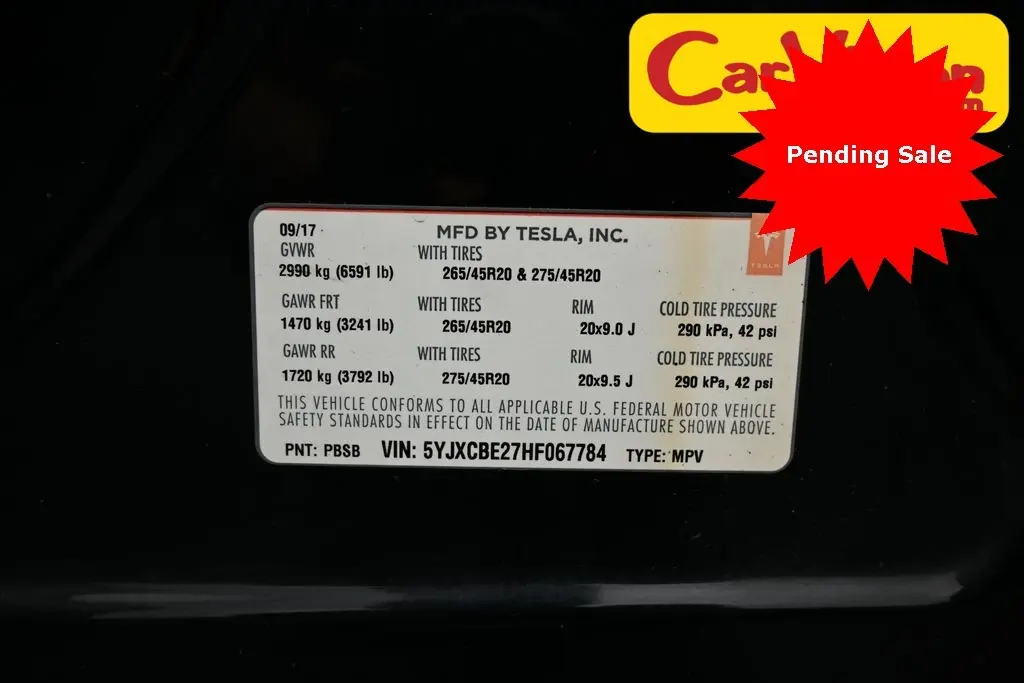 Car
Pending Sale
09/17
MFD BY TESLA, INC.
GVWR WITH TIRES
2990 kg (6591 lb) 265/45R20 & 275/45R20
TESLA
GAWR FRT WITH TIRES RIM COLD TIRE PRESSURE
1470 kg (3241 lb) 265/45R20 20x9.0 J 290 kPa, 42 psi
GAWR RR WITH TIRES RIM COLD TIRE PRESSURE
1720 kg (3792 lb) 275/45R20 20x9.5 J 290 kPa, 42 psi
THIS VEHICLE CONFORMS TO ALL APPLICABLE U.S. FEDERAL MOTOR VEHICLE
SAFETY STANDARDS IN EFFECT ON THE DATE OF MANUFACTURE SHOWN ABOVE.
PNT: PBSB VIN: 5YJXCBE27HF067784 TYPE: MPV